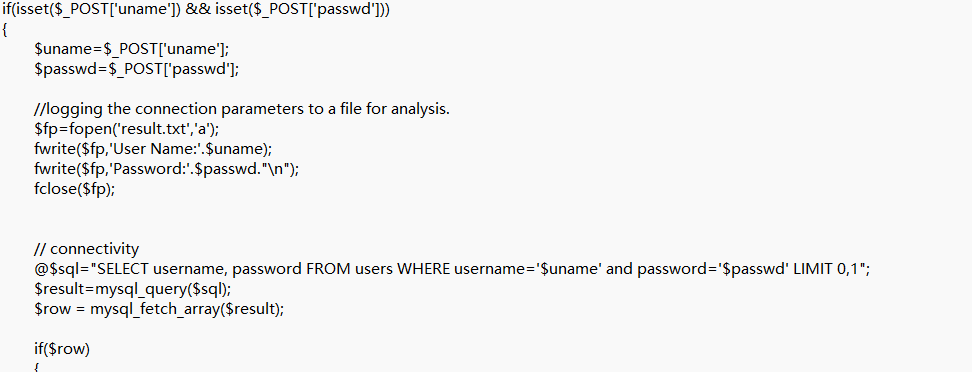 if(isset($_POST['uname']) && isset($_POST['passwd']))
{
$uname=$_POST['uname'];
$passwd=$_POST['passwd'];
//logging the connection parameters to a file for analysis.
$fp=fopen('result.txt','a');
fwrite($fp,'User Name:'.$uname);
fwrite($fp,'Password:'.$passwd."\n");
fclose($fp);
// connectivity
@$sql="SELECT username, password FROM users WHERE username='$uname' and password='$passwd' LIMIT 0,1";
$result=mysql_query($sql);
$row = mysql_fetch_array($result);
if($row)
{